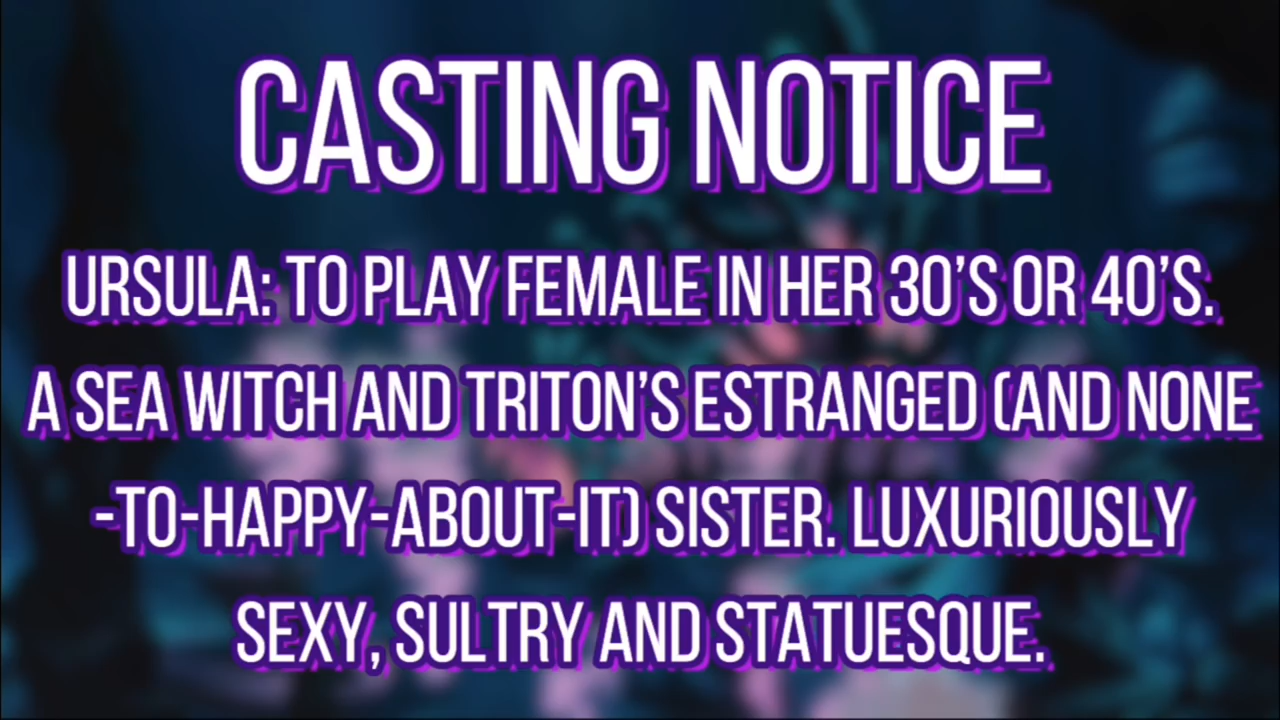 CASTING NOTICE
URSULA: TO PLAY FEMALE IN HER 30'S OR 40'S.
A SEA WITCH AND TRITON'S ESTRANGED (AND NONE
-TO-HAPPY-ABOUT-IT) SISTER. LUXURIOUSLY
SEXY, SULTRY AND STATUESQUE.